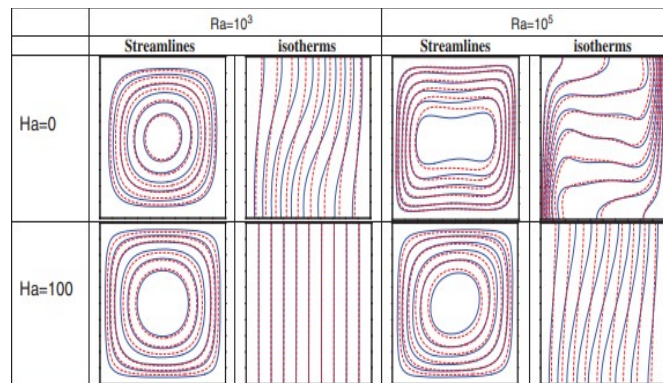 Ra=10³ Ra=10⁵
Streamlines isotherms Streamlines isotherms
Ha=0
Ha=100